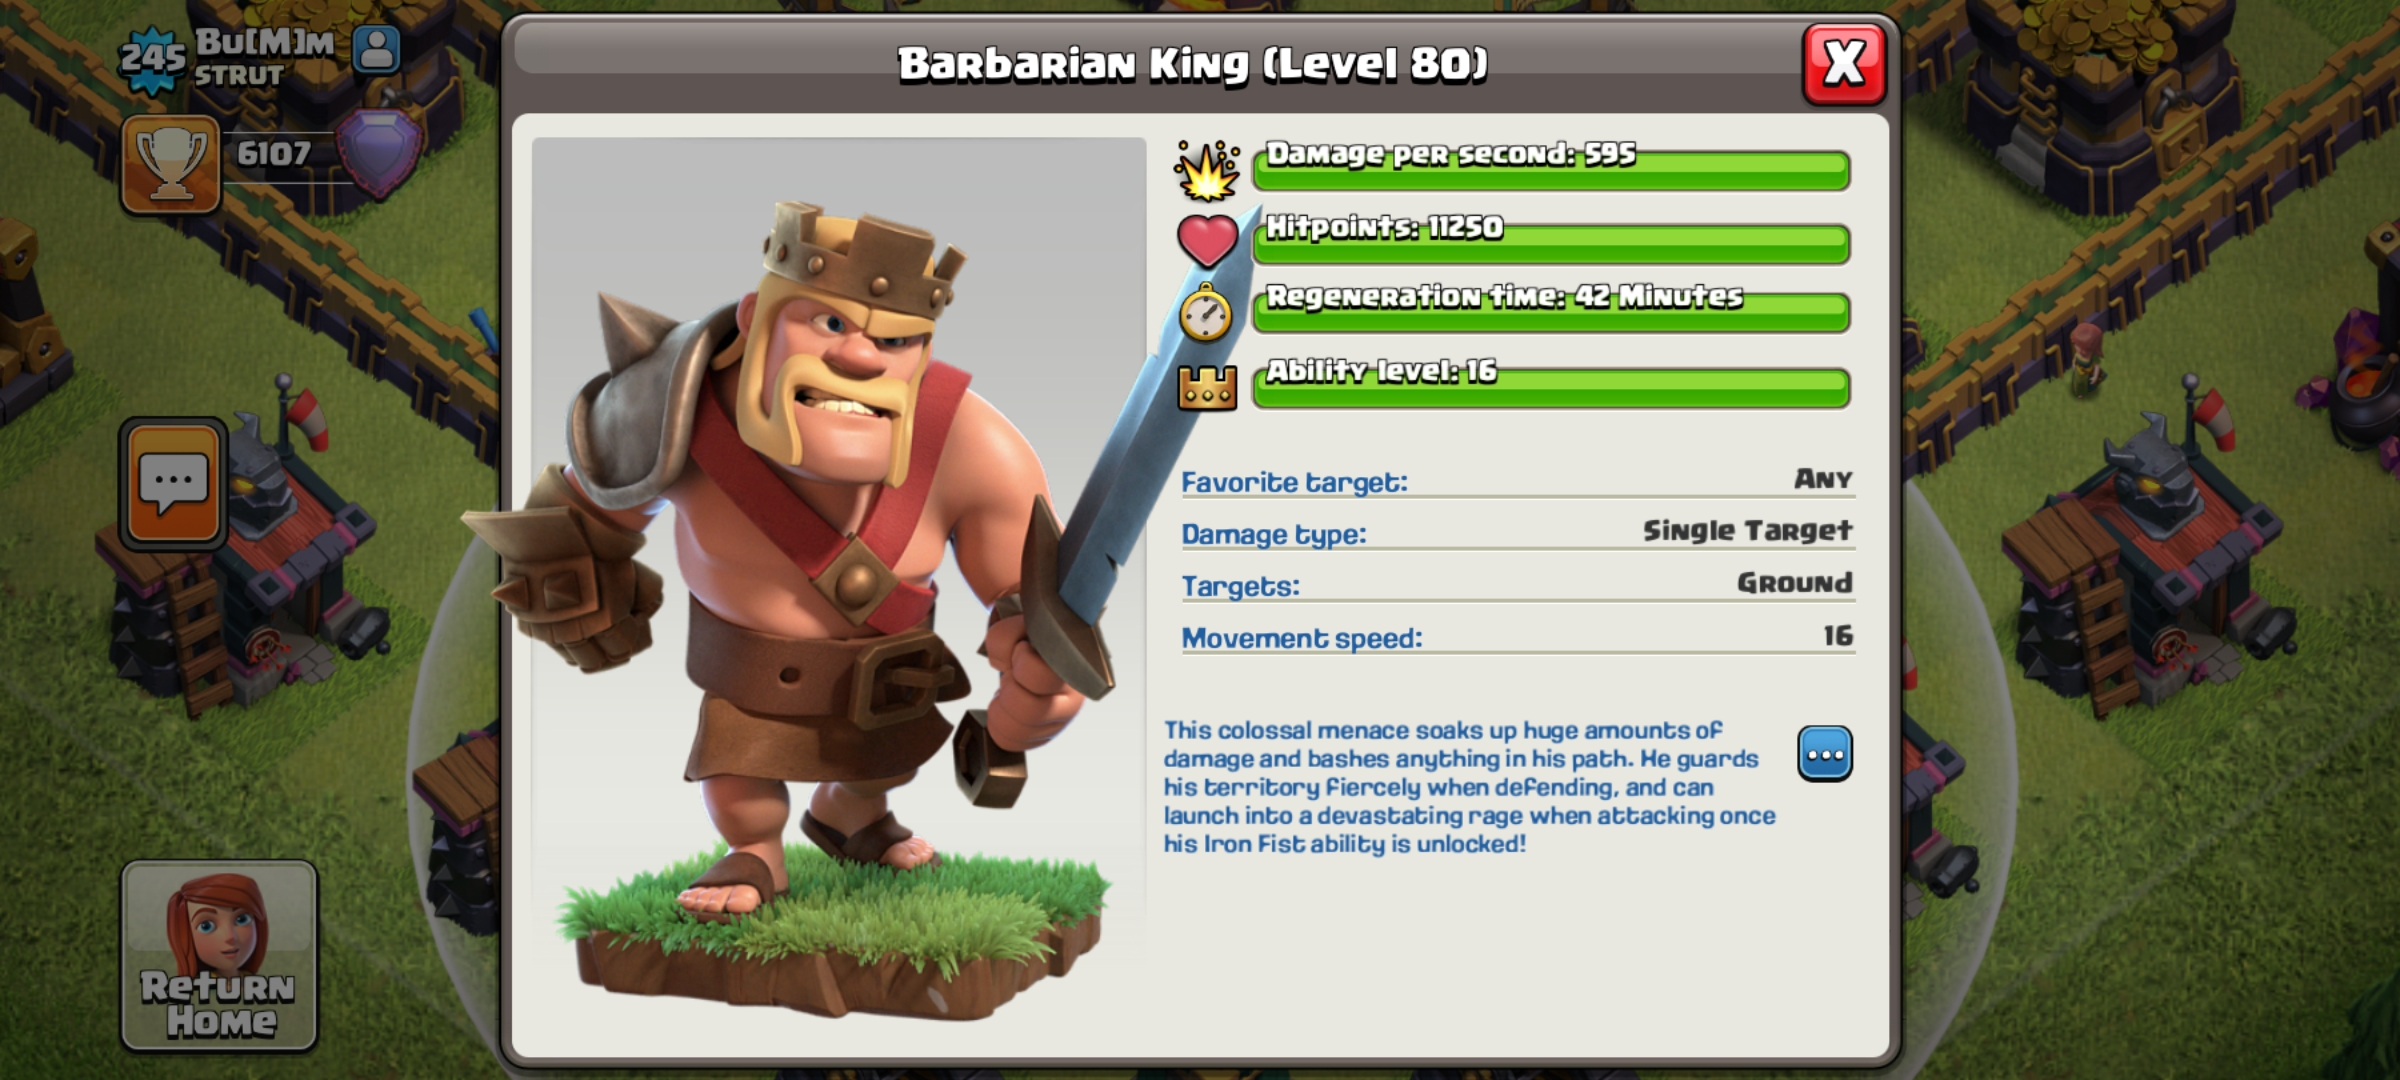 245
Bu[M]m
STRUT
6107
Return
Home
Barbarian King (Level 80)
X
Damage per second: 595
Hitpoints: 11250
Regeneration time: 42 Minutes
Ability level: 16
Favorite target: Any
Damage type: Single Target
Targets: Ground
Movement speed: 16
This colossal menace soaks up huge amounts of
damage and bashes anything in his path. He guards
his territory fiercely when defending, and can
launch into a devastating rage when attacking once
his Iron Fist ability is unlocked!